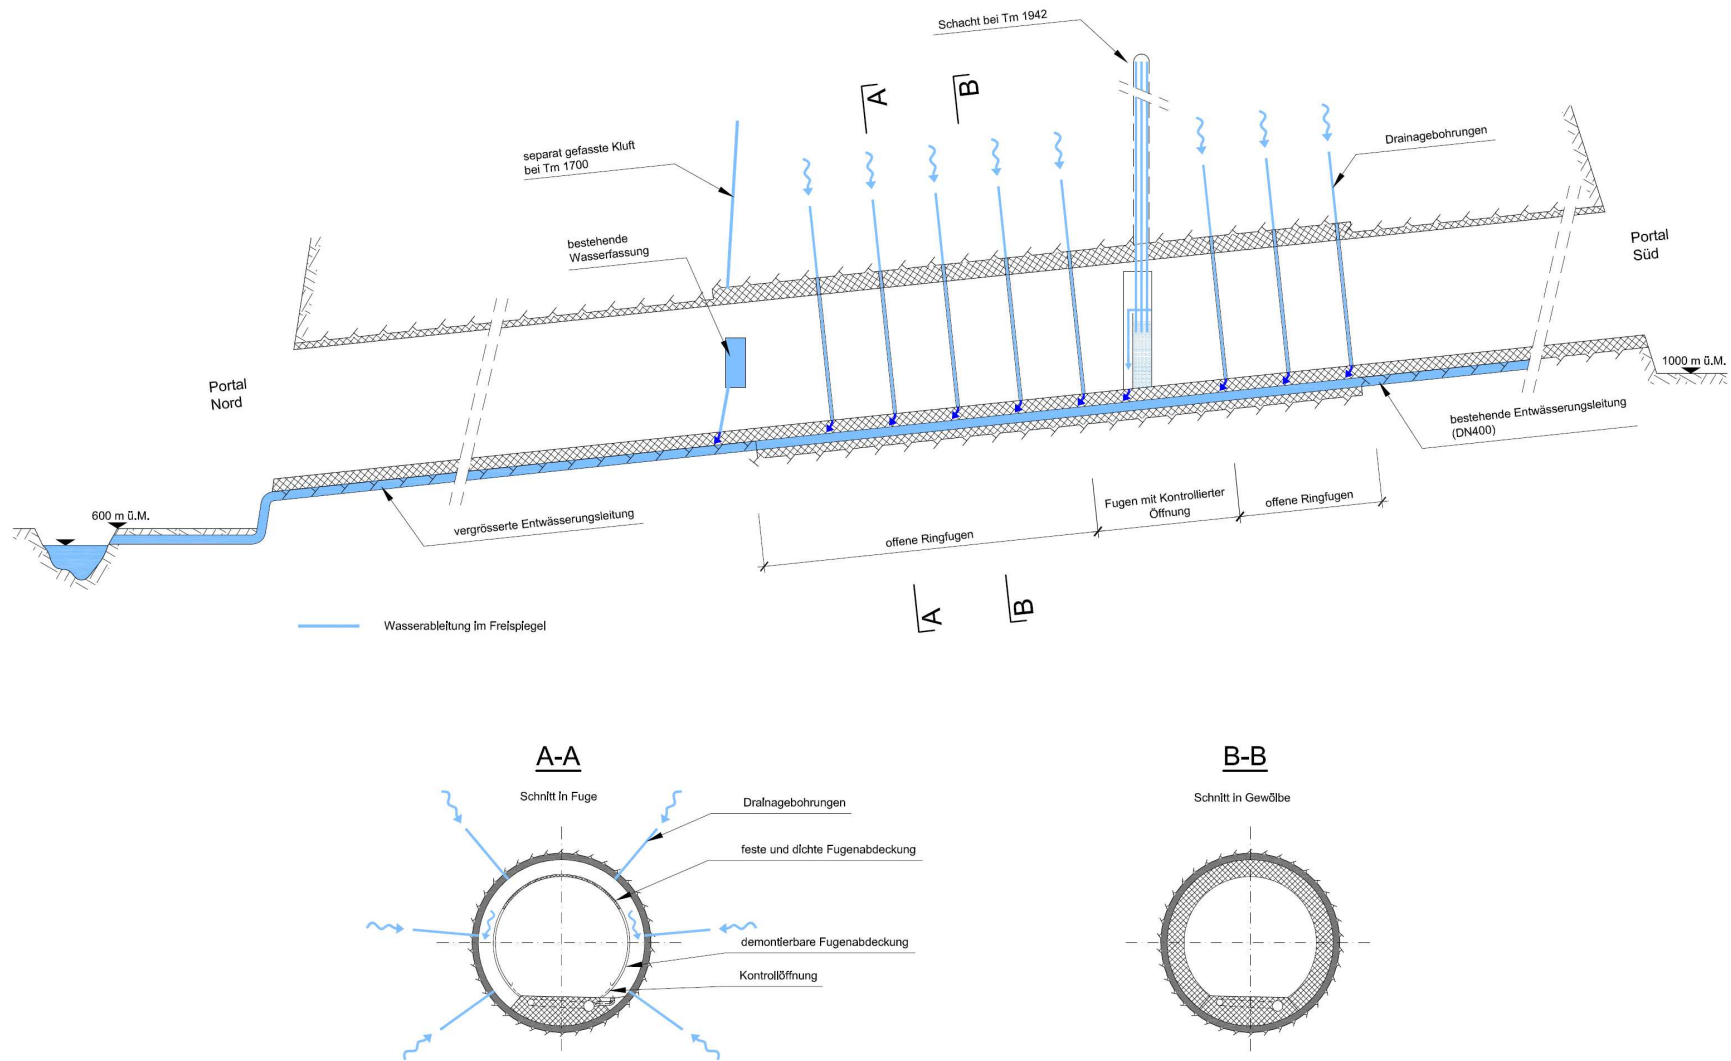 Schacht bei Tm 1942
A
B
separat gefasste Kluft
bei Tm 1700
Drainagebohrungen
bestehende
Wasserfassung
Portal
Süd
Portal
Nord
1000 m ü.M.
bestehende Entwässerungsleitung
(DN400)
600 m ü.M.
vergrösserte Entwässerungsleitung
offene Ringfugen
Fugen mit Kontrollierter
Öffnung
offene Ringfugen
A
B
Wasserableitung im Freispiegel
A-A
Schnitt in Fuge
Drainagebohrungen
feste und dichte Fugenabdeckung
demontierbare Fugenabdeckung
Kontrollöffnung
B-B
Schnitt in Gewölbe